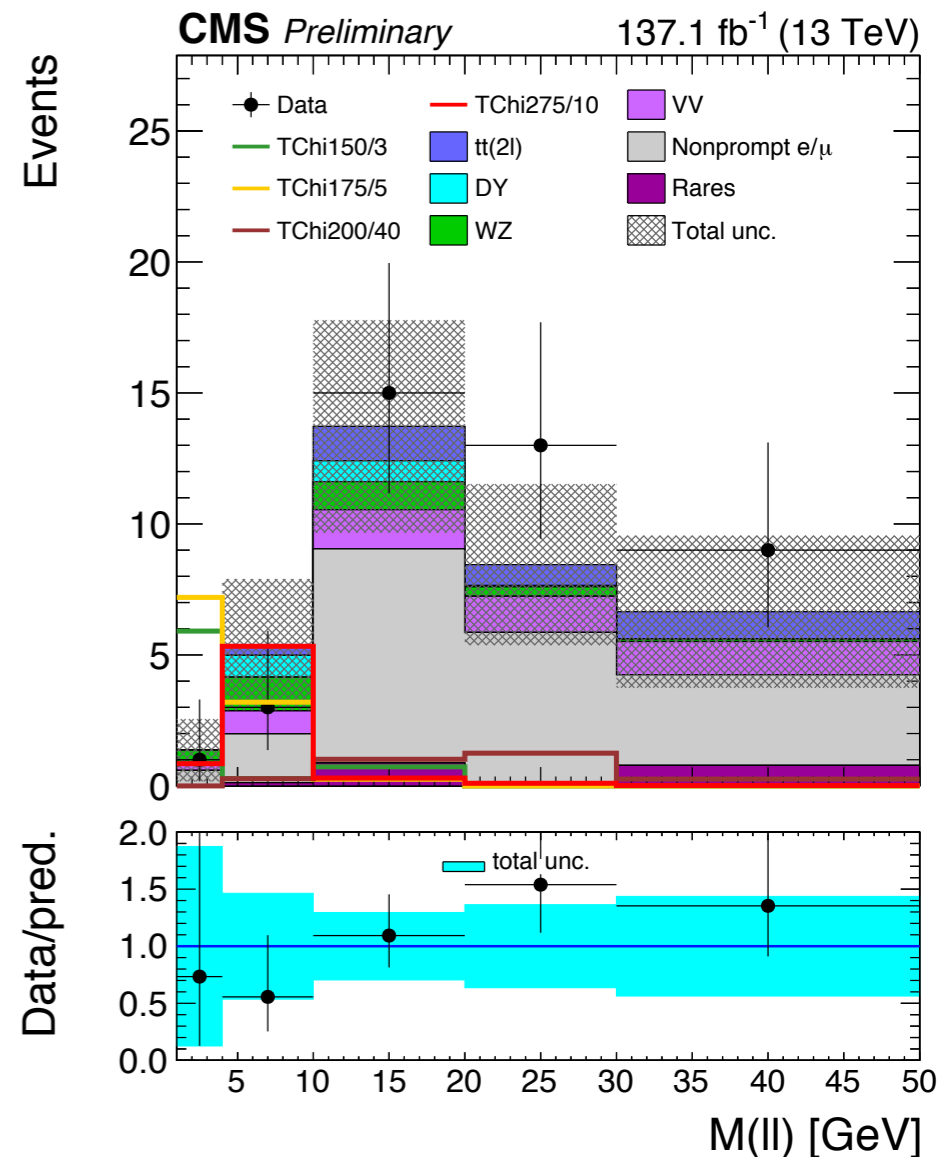 CMS Preliminary 137.1 fb⁻¹ (13 TeV)
Events
Data
TChi150/3
TChi175/5
TChi200/40
TChi275/10
tt(2l)
DY
WZ
VV
Nonprompt e/μ
Rares
Total unc.
25
20
15
10
5
0
Data/pred.
total unc.
2.0
1.5
1.0
0.5
0.0
5 10 15 20 25 30 35 40 45 50
M(ll) [GeV]